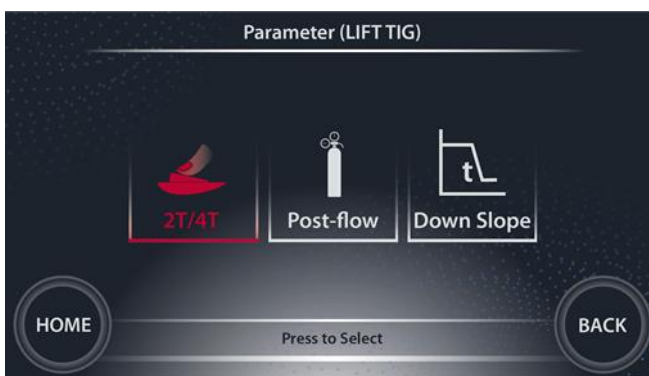 Parameter (LIFT TIG)
t
2T/4T
Post-flow
Down Slope
HOME
Press to Select
BACK